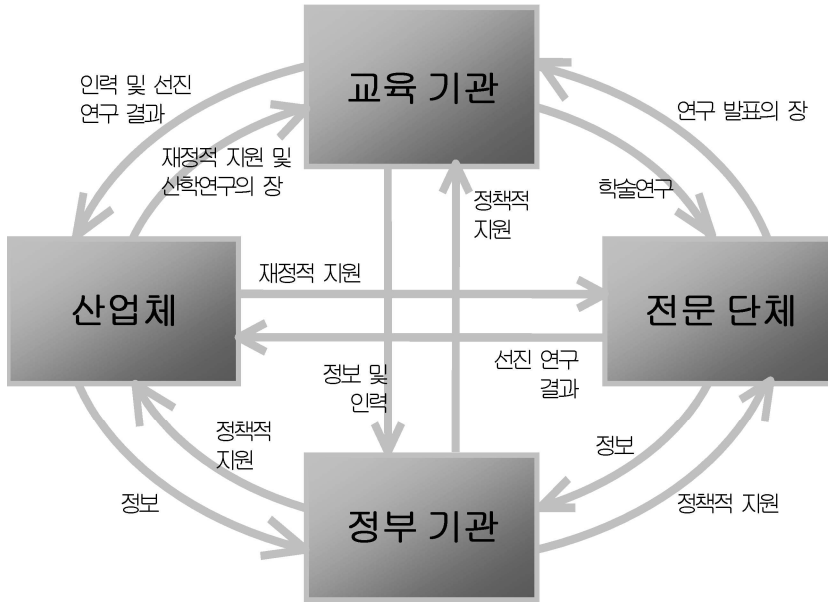 교육 기관
인력 및 선진
연구 결과
연구 발표의 장
재정적 지원 및
산학연구의 장
학술연구
정책적
지원
산업체
재정적 지원
전문 단체
선진 연구
결과
정보 및
인력
정책적
지원
정보
정보
정책적 지원
정부 기관